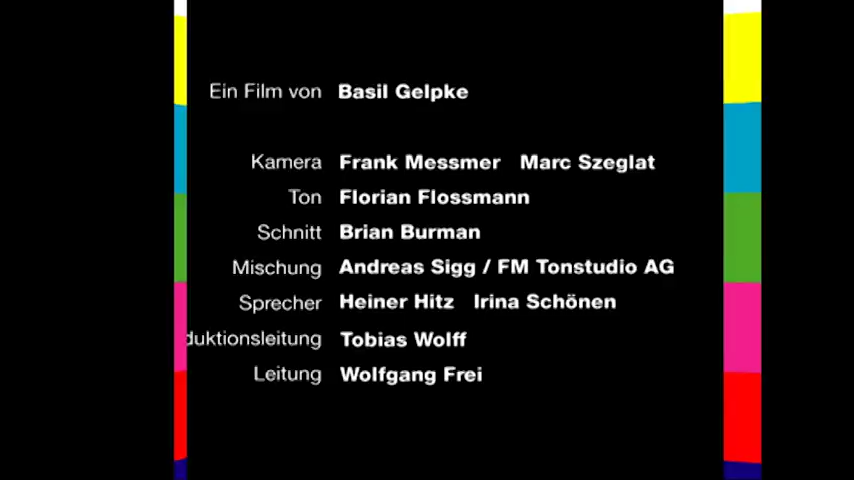 Ein Film von Basil Gelpke
Kamera Frank Messmer Marc Szeglat
Ton Florian Flossmann
Schnitt Brian Burman
Mischung Andreas Sigg / FM Tonstudio AG
Sprecher Heiner Hitz Irina Schönen
duktionsleitung Tobias Wolff
Leitung Wolfgang Frei